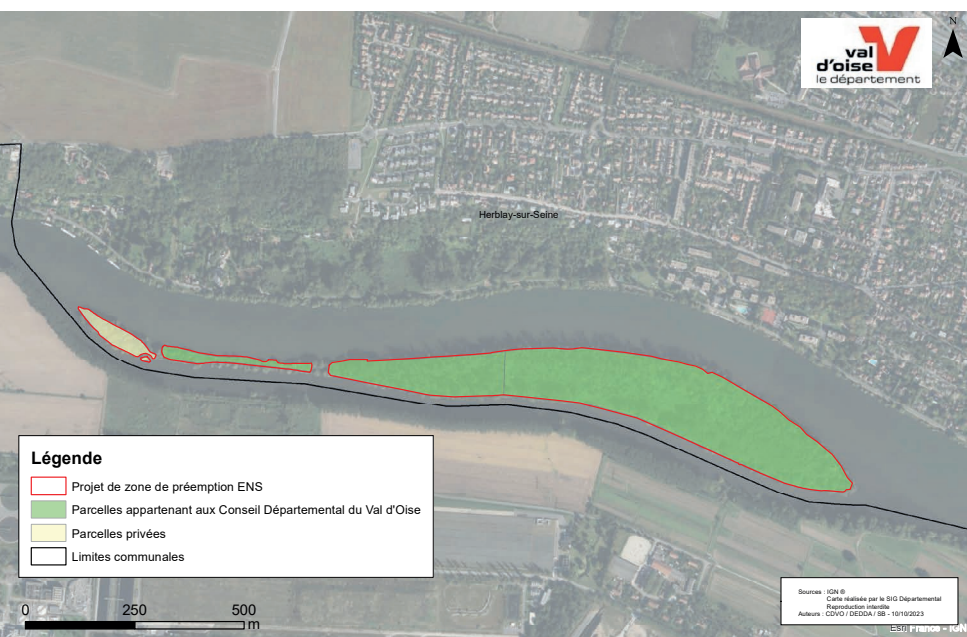 val
d'oise
le département
N
Herblay-sur-Seine
Légende
Projet de zone de préemption ENS
Parcelles appartenant aux Conseil Départemental du Val d'Oise
Parcelles privées
Limites communales
0 250 500
m
Sources : IGN ®
Carte réalisée par le SIG Départemental
Reproduction interdite
Auteurs : CDVO / DEDDA / SB - 10/10/2023
Esri France - IGN